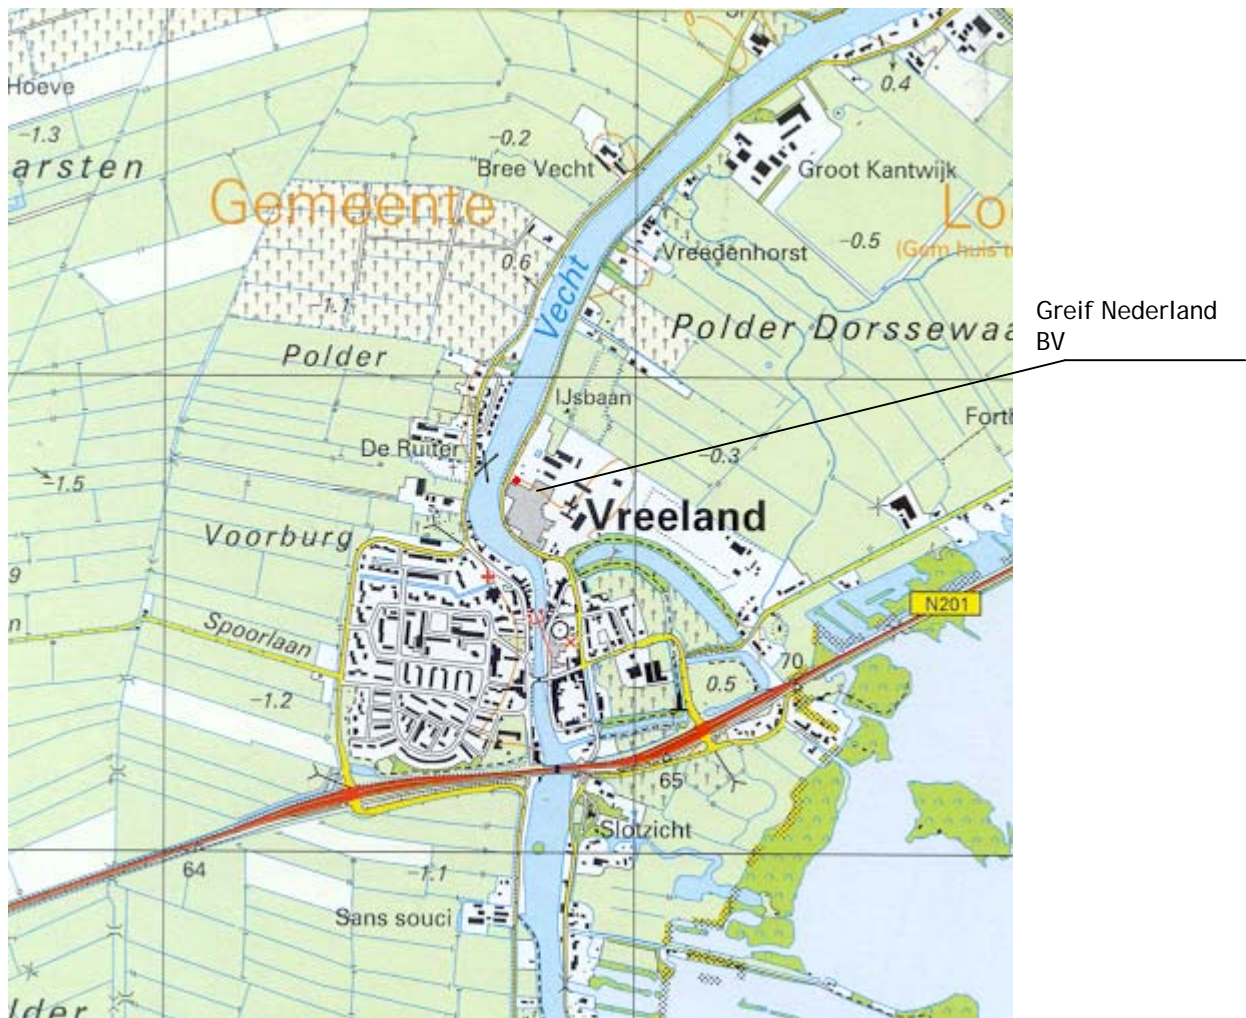 Hoeve
-1.3
arsten
-0.2
"Bree Vecht
0.4
Groot Kantwijk
Gemeente
Lo
Vreedenhorst
-0.5
(Gem huis t
0.6
Vecht
-1.1
Polder Dorssewaa
Polder
Greif Nederland
BV
IJsbaan
Forth
De Ruiter
-0.3
-1.5
Vreeland
Voorburg
9
n
N201
Spoorlaan
70
0.5
-1.2
65
Slotzicht
64
-1.1
Sans souci
lder